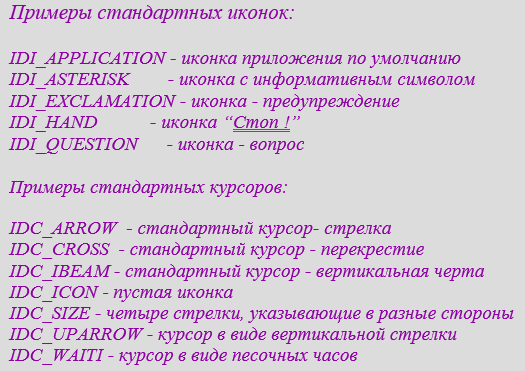 Примеры стандартных иконок:
IDI_APPLICATION - иконка приложения по умолчанию
IDI_ASTERISK - иконка с информативным символом
IDI_EXCLAMATION - иконка - предупреждение
IDI_HAND - иконка “Стоп !”
IDI_QUESTION - иконка - вопрос
Примеры стандартных курсоров:
IDC_ARROW - стандартный курсор- стрелка
IDC_CROSS - стандартный курсор - перекрестие
IDC_IBEAM - стандартный курсор - вертикальная черта
IDC_ICON - пустая иконка
IDC_SIZE - четыре стрелки, указывающие в разные стороны
IDC_UPARROW - курсор в виде вертикальной стрелки
IDC_WAITI - курсор в виде песочных часов